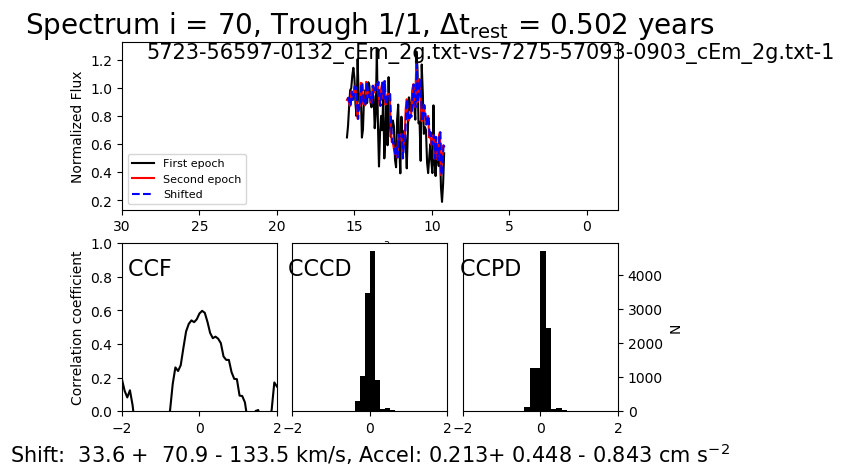 Spectrum i = 70, Trough 1/1, Δt_rest = 0.502 years
5723-56597-0132_cEm_2g.txt-vs-7275-57093-0903_cEm_2g.txt-1
Normalized Flux
1.2
1.0
0.8
0.6
0.4
0.2
First epoch
Second epoch
Shifted
30 25 20 15 10 5 0
Correlation coefficient
1.0
0.8
0.6
0.4
0.2
0.0
CCF
CCCD
CCPD
4000
3000
2000
1000
0
N
−2 0 2
−2 0 2
−2 0 2
Shift: 33.6 + 70.9 - 133.5 km/s, Accel: 0.213+ 0.448 - 0.843 cm s⁻²